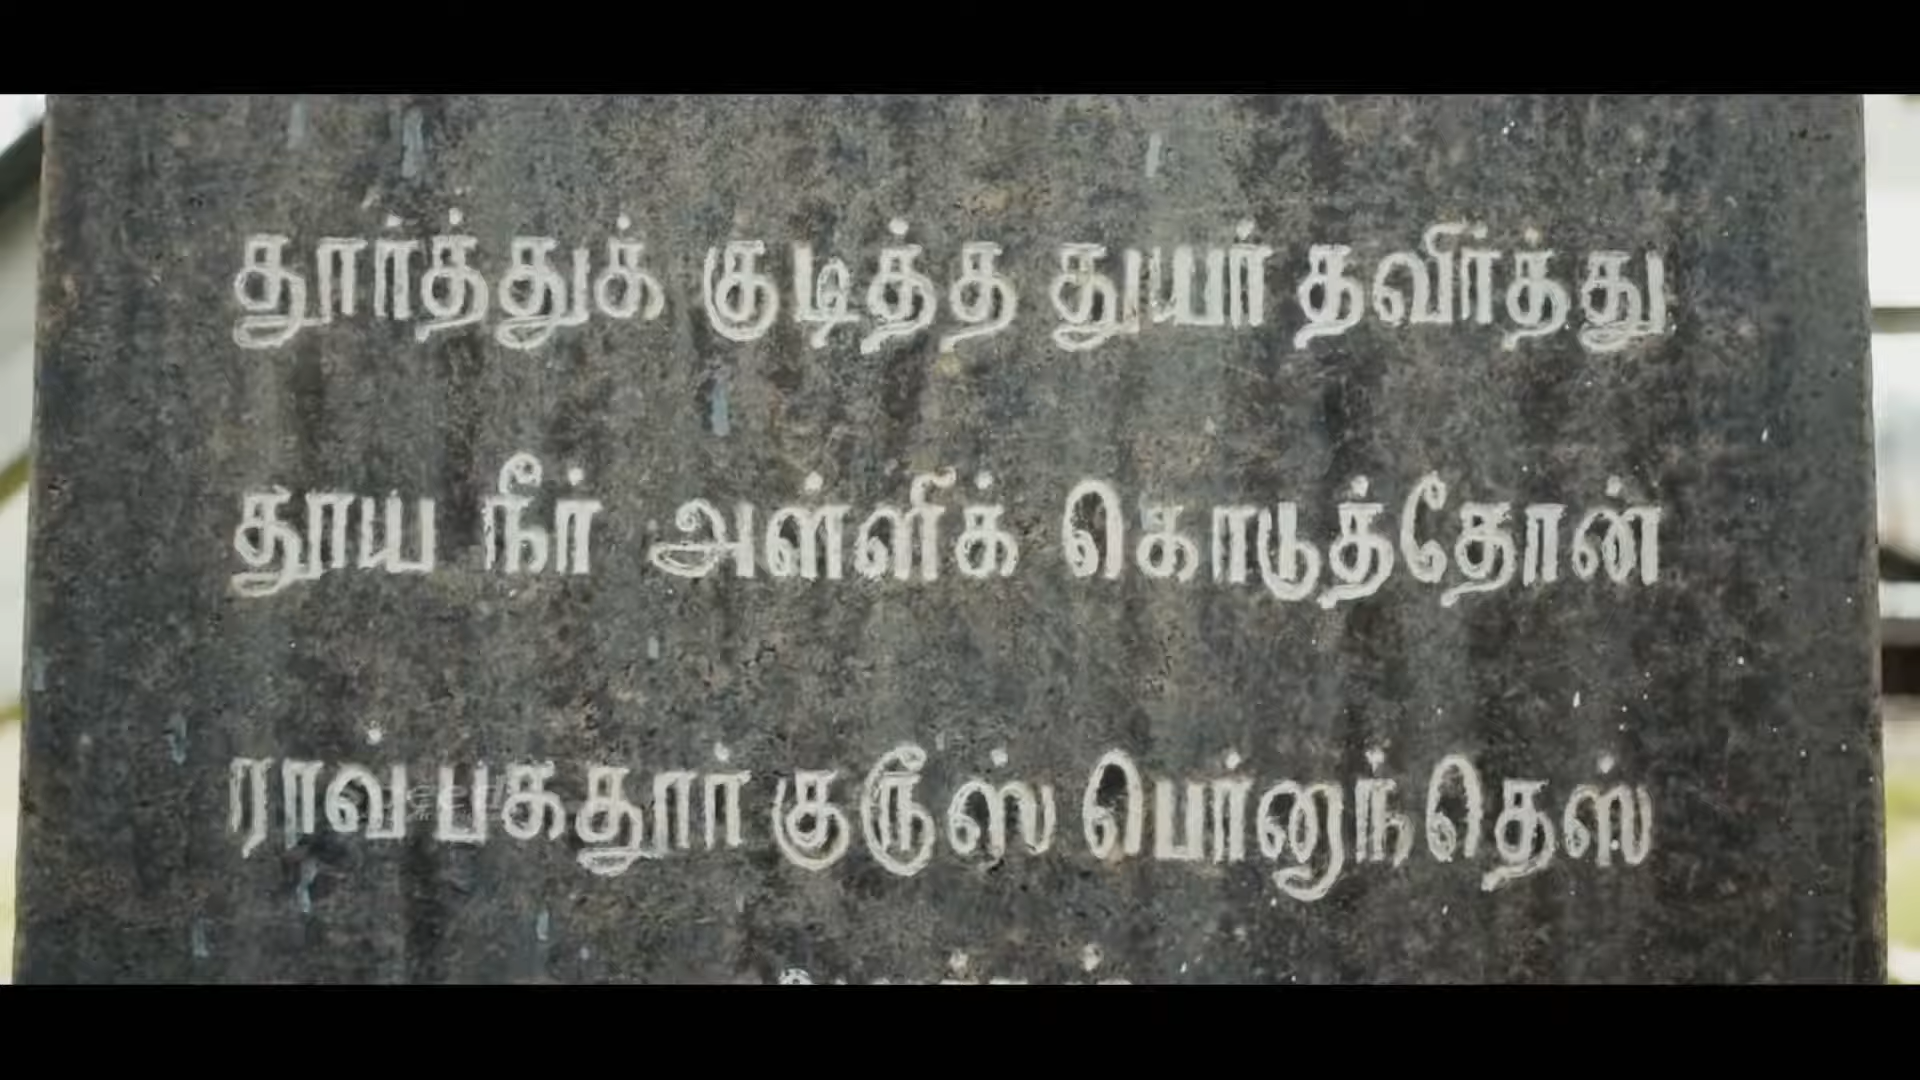 தூர்த்துக் குடித்த துயர் தவிர்த்து
தூய நீர் அள்ளிக் கொடுத்தோன்
ராவ் பகதூர் குரூஸ் பெர்னுந்தெஸ்